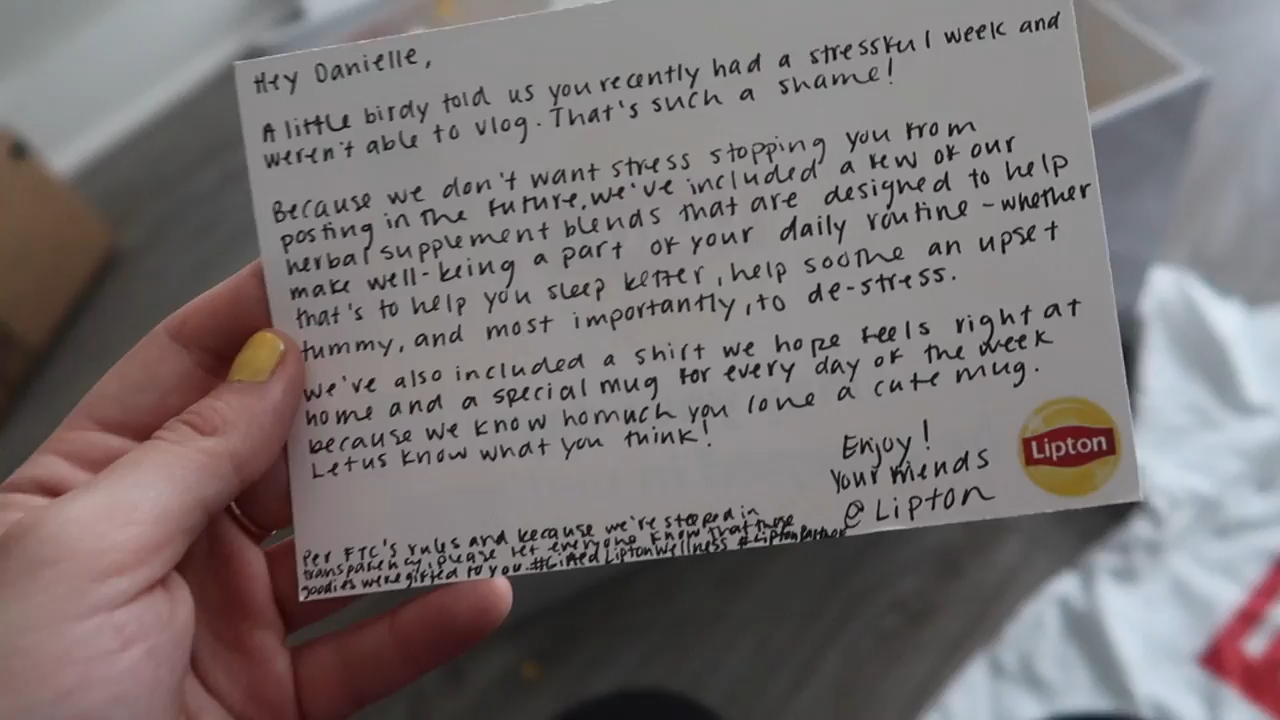 Hey Danielle,
A little birdy told us you recently had a stressful week and
weren't able to vlog. That's such a shame!
Because we don't want stress stopping you from
posting in the future, we've included a few of our
herbal supplement blends that are designed to help
make well-being a part of your daily routine - whether
that's to help you sleep better, help soothe an upset
tummy, and most importantly, to de-stress.
We've also included a shirt we hope feels right at
home and a special mug for every day of the week
because we know homuch you love a cute mug.
Let us know what you think!
Enjoy!
Your friends
@Lipton
Lipton
Per FTC's rules and because we're steeped in
transparency, please let everyone know that these
goodies were gifted to you. #Gifted LiptonWellness #LiptonPartner